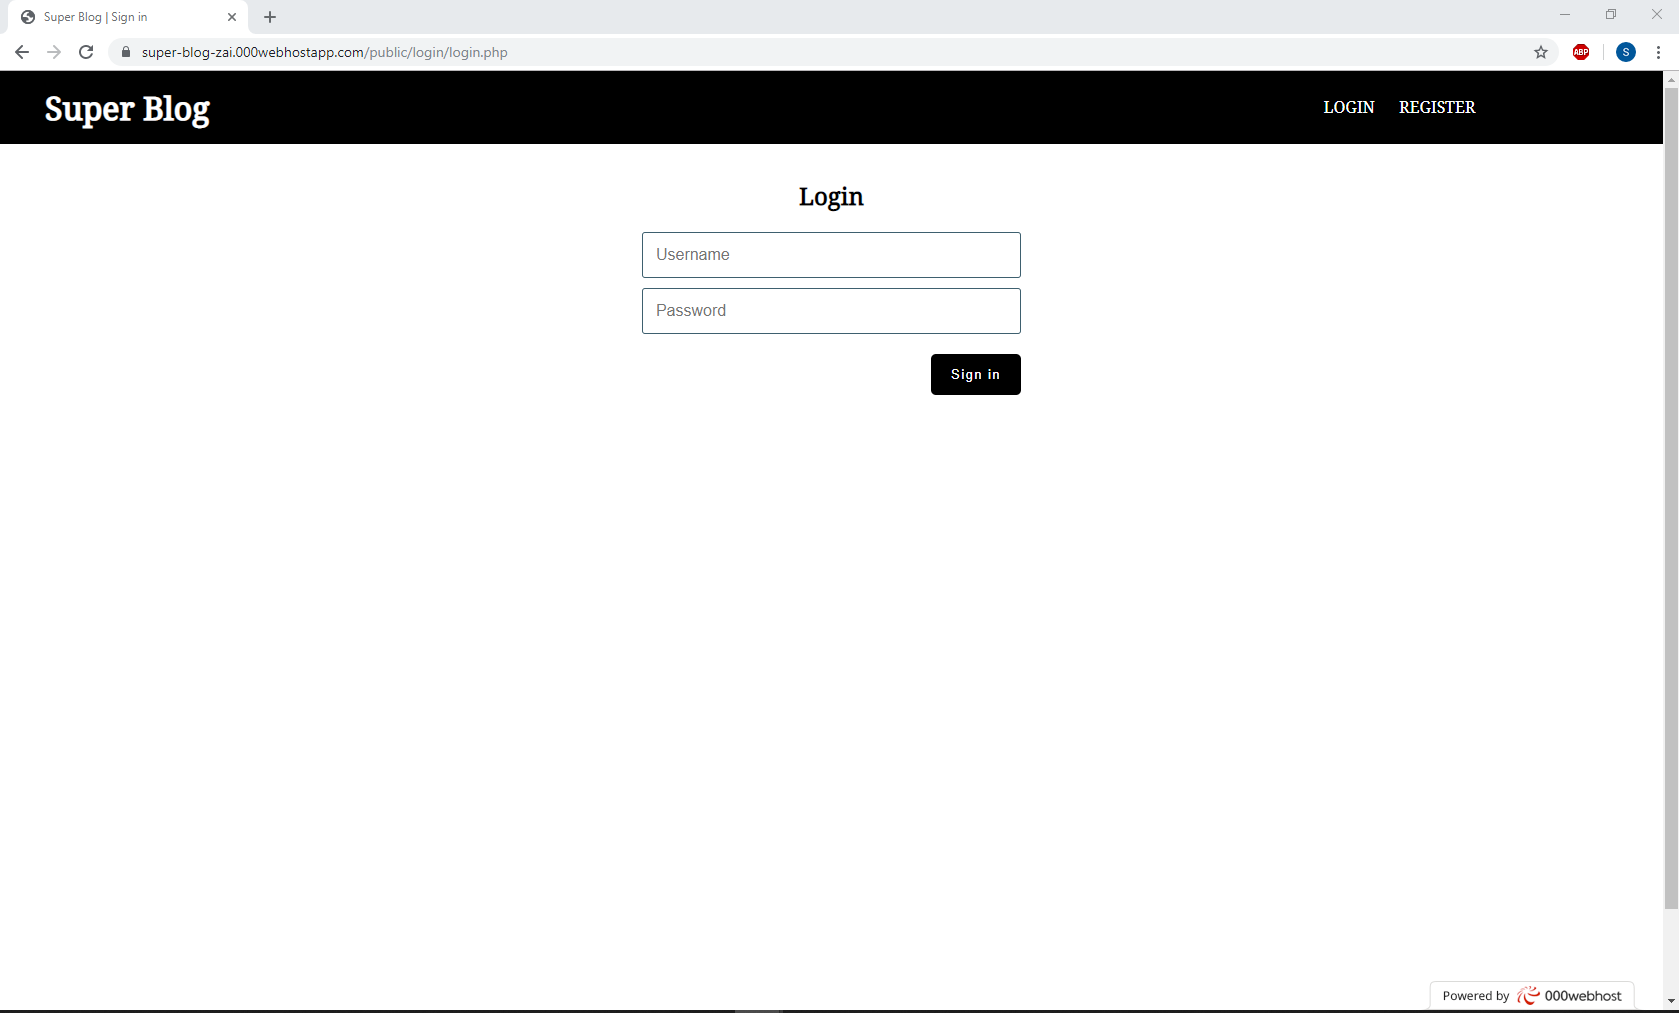 Super Blog | Sign in
super-blog-zai.000webhostapp.com/public/login/login.php
ABP
S
Super Blog
LOGIN REGISTER
Login
Username
Password
Sign in
Powered by 000webhost